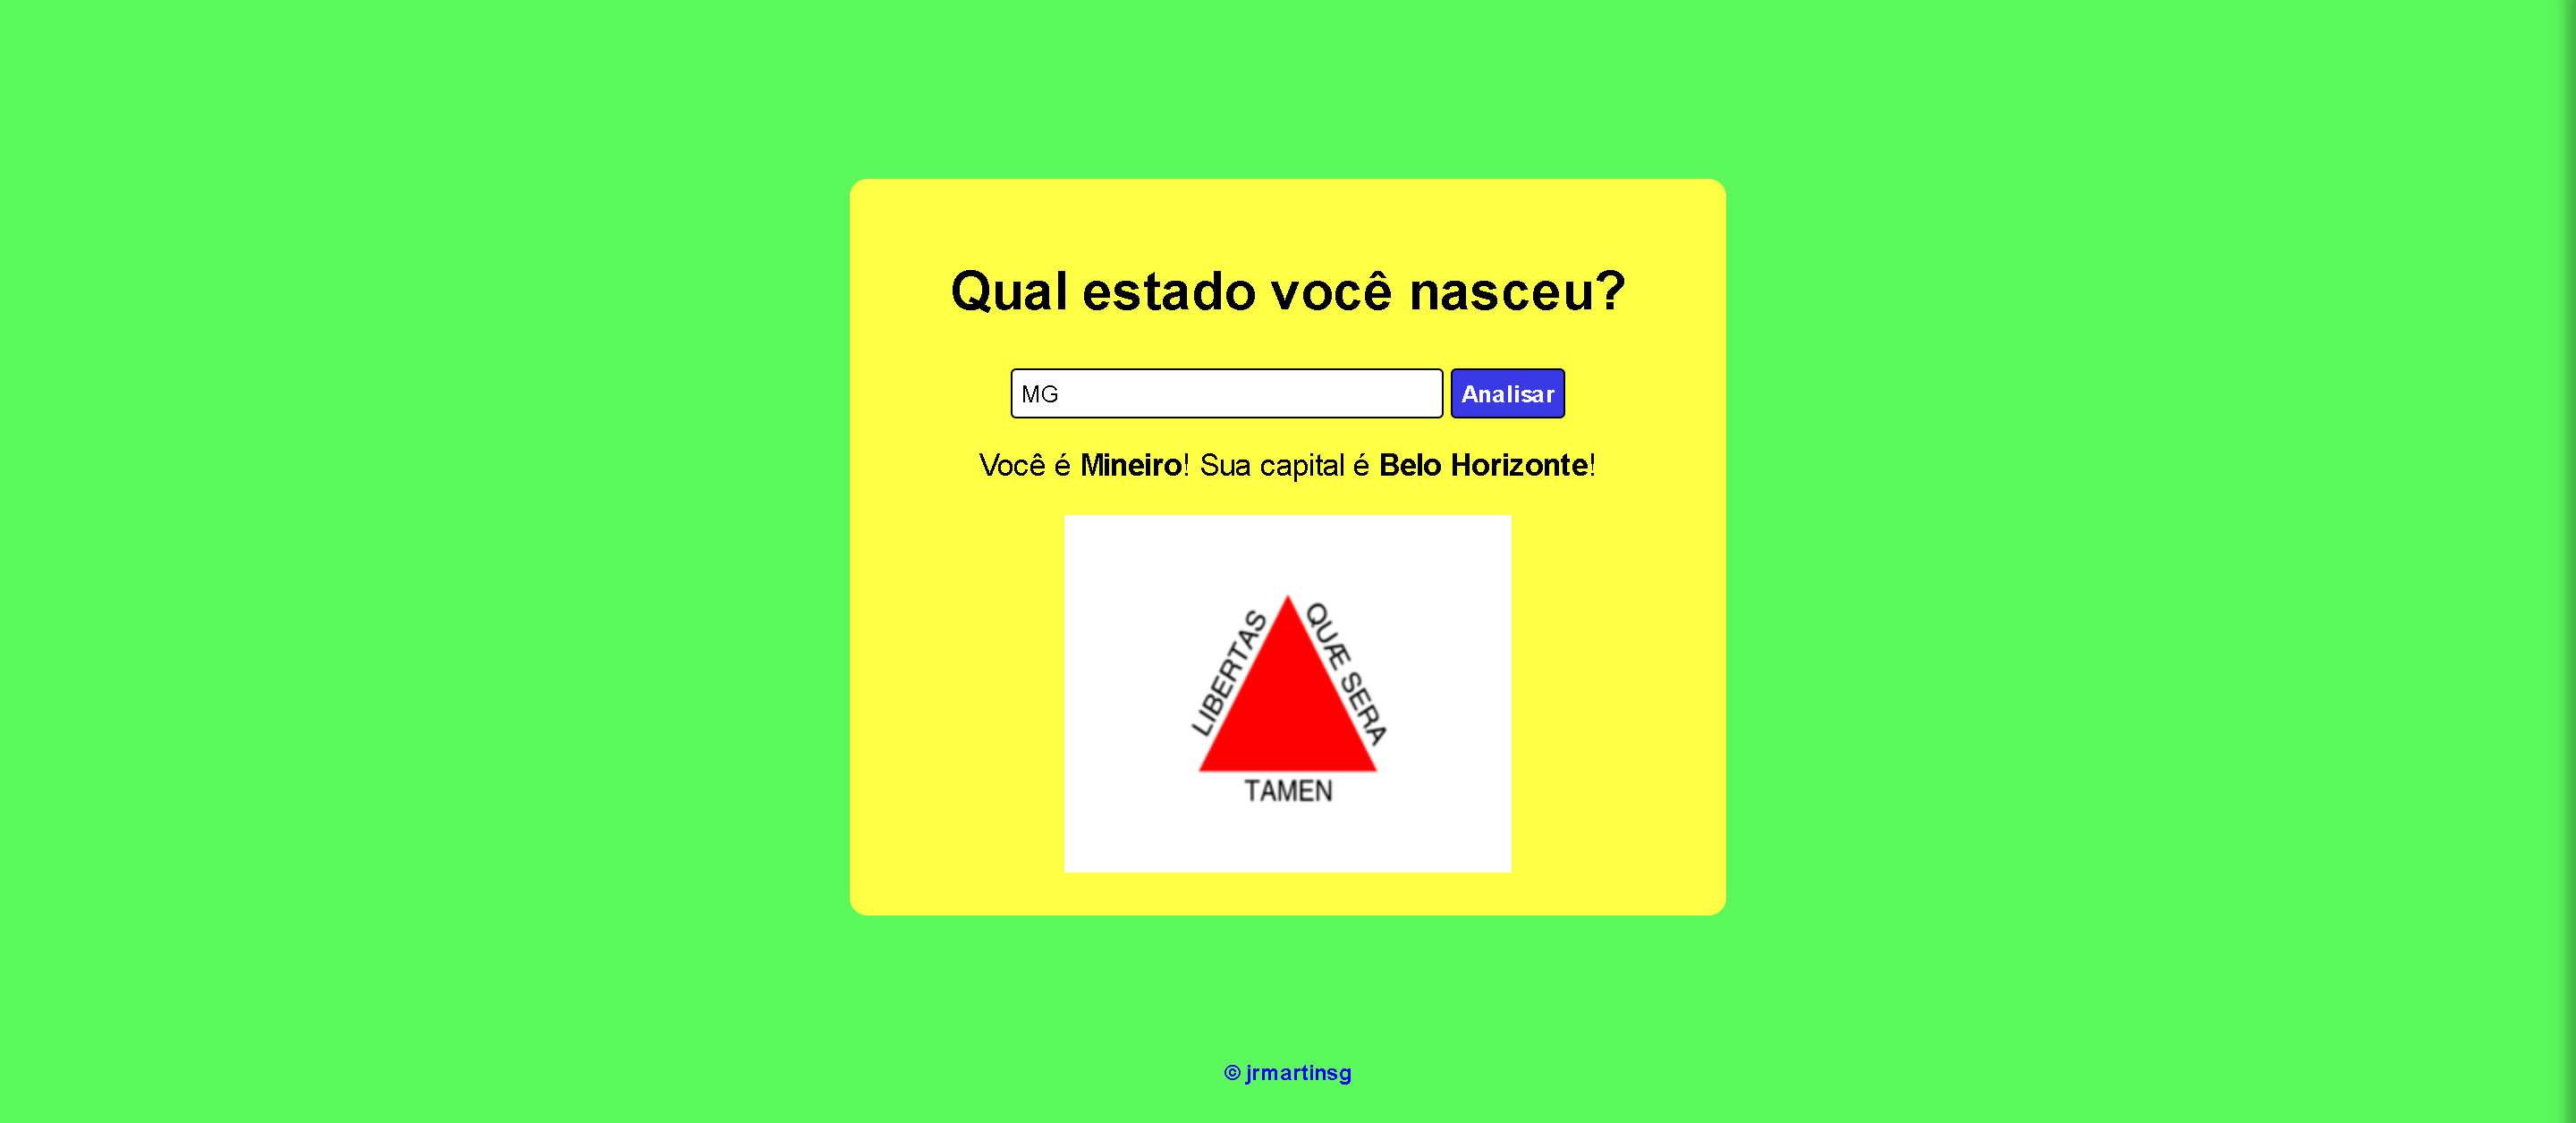 Qual estado você nasceu?
MG
Analisar
Você é Mineiro! Sua capital é Belo Horizonte!
LIBERTAS
QUÆ SERA
TAMEN
© jrmartinsg